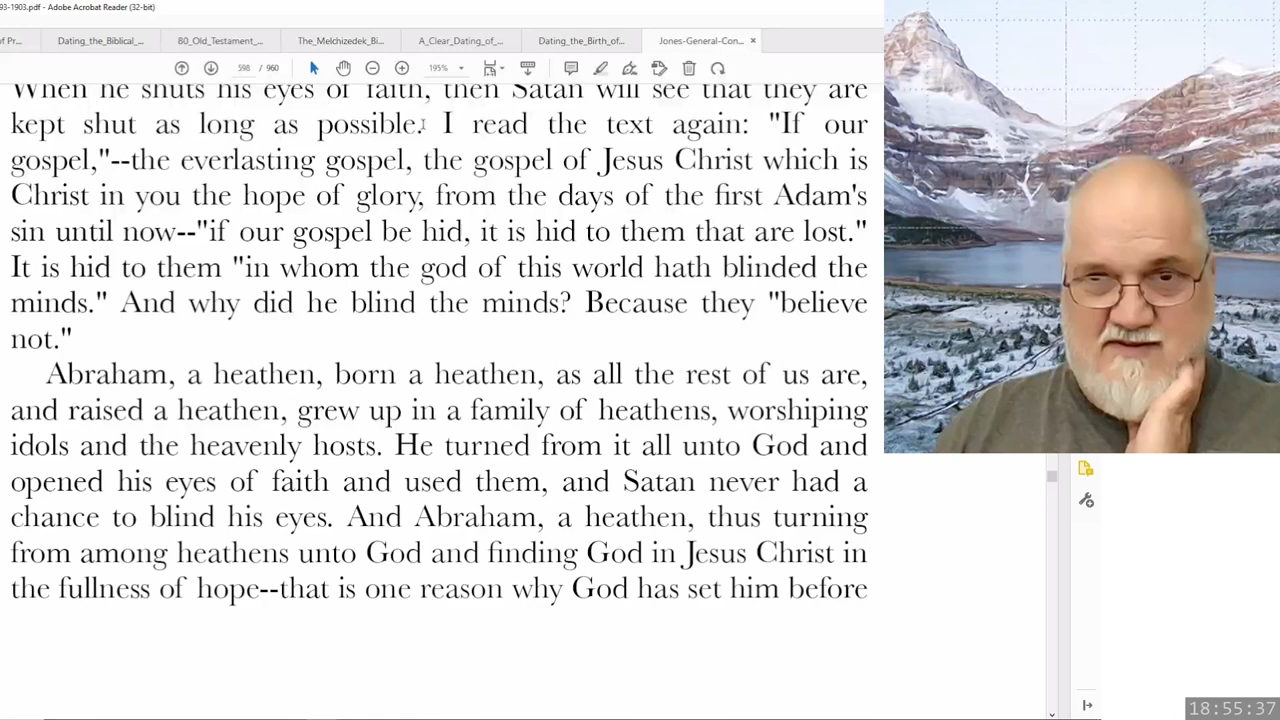 93-1903.pdf - Adobe Acrobat Reader (32-bit)
of Pr... Dating_the_Biblical_... 80_Old_Testament_... The_Melchizedek_Bi... A_Clear_Dating_of_... Dating_the_Birth_of... Jones-General-Con... ×
598 / 960 195%
When he shuts his eyes of faith, then Satan will see that they are
kept shut as long as possible. I read the text again: "If our
gospel,"--the everlasting gospel, the gospel of Jesus Christ which is
Christ in you the hope of glory, from the days of the first Adam's
sin until now--"if our gospel be hid, it is hid to them that are lost."
It is hid to them "in whom the god of this world hath blinded the
minds." And why did he blind the minds? Because they "believe
not."
Abraham, a heathen, born a heathen, as all the rest of us are,
and raised a heathen, grew up in a family of heathens, worshiping
idols and the heavenly hosts. He turned from it all unto God and
opened his eyes of faith and used them, and Satan never had a
chance to blind his eyes. And Abraham, a heathen, thus turning
from among heathens unto God and finding God in Jesus Christ in
the fullness of hope--that is one reason why God has set him before
18:55:37